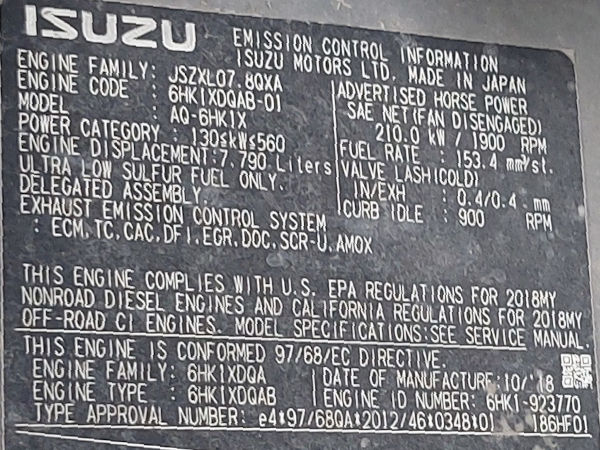 ISUZU
EMISSION CONTROL INFORMATION
ISUZU MOTORS LTD. MADE IN JAPAN
ENGINE FAMILY: JSZXL07.8QXA
ENGINE CODE : 6HK1XDQAB-01
MODEL : AQ-6HK1X
POWER CATEGORY : 130≤kW≤560
ENGINE DISPLACEMENT:7.790 Liters
ULTRA LOW SULFUR FUEL ONLY.
DELEGATED ASSEMBLY.
EXHAUST EMISSION CONTROL SYSTEM
: ECM,TC,CAC,DFI,EGR,DOC,SCR-U,AMOX
ADVERTISED HORSE POWER
SAE NET(FAN DISENGAGED)
210.0 kW / 1900 RPM
FUEL RATE : 153.4 mm³/st.
VALVE LASH(COLD)
IN/EXH : 0.4/0.4 mm
CURB IDLE : 900 RPM
THIS ENGINE COMPLIES WITH U.S. EPA REGULATIONS FOR 2018MY
NONROAD DIESEL ENGINES AND CALIFORNIA REGULATIONS FOR 2018MY
OFF-ROAD CI ENGINES. MODEL SPECIFICATIONS:SEE SERVICE MANUAL.
THIS ENGINE IS CONFORMED 97/68/EC DIRECTIVE.
ENGINE FAMILY: 6HK1XDQA
DATE OF MANUFACTURE:10/'18
ENGINE TYPE : 6HK1XDQAB
ENGINE ID NUMBER: 6HK1-923770
TYPE APPROVAL NUMBER: e4*97/68QA*2012/46*0348*01 186HF01